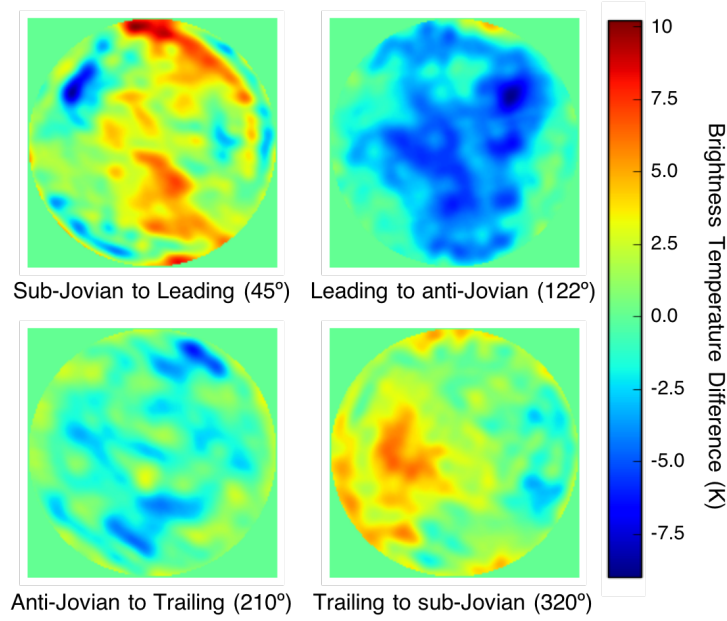 Sub-Jovian to Leading (45º)
Leading to anti-Jovian (122º)
Anti-Jovian to Trailing (210º)
Trailing to sub-Jovian (320º)
10
7.5
5.0
2.5
0.0
-2.5
-5.0
-7.5
Brightness Temperature Difference (K)